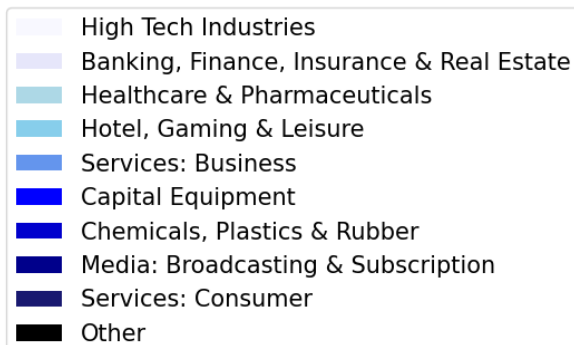 High Tech Industries
Banking, Finance, Insurance & Real Estate
Healthcare & Pharmaceuticals
Hotel, Gaming & Leisure
Services: Business
Capital Equipment
Chemicals, Plastics & Rubber
Media: Broadcasting & Subscription
Services: Consumer
Other